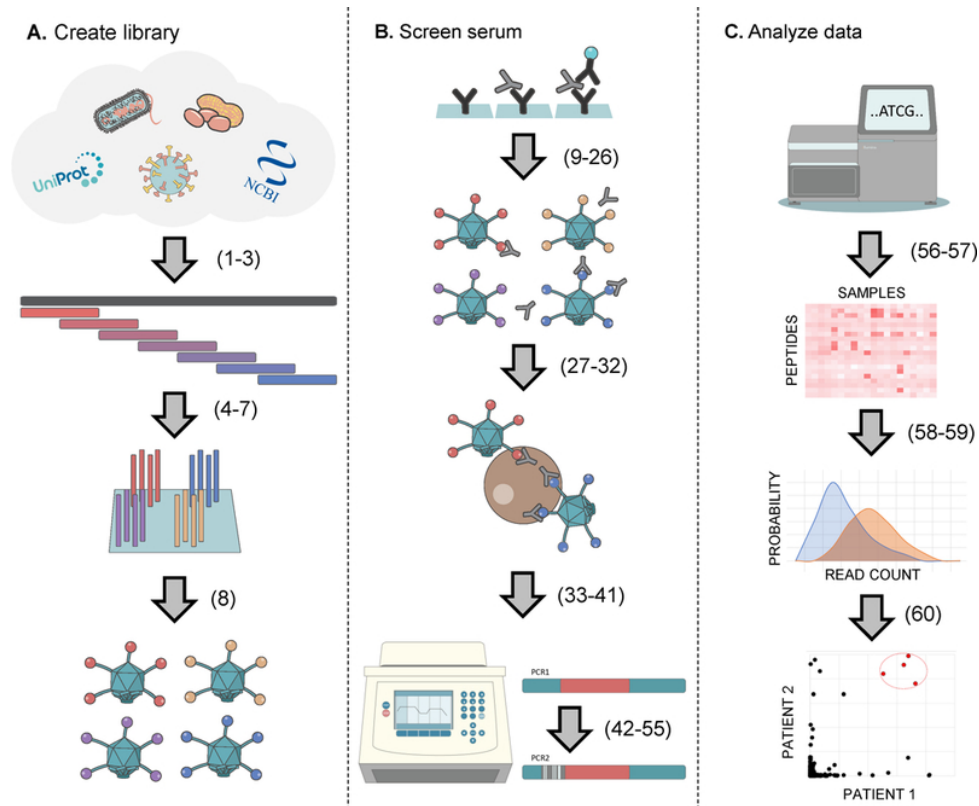 A. Create library
UniProt
NCBI
(1-3)
(4-7)
(8)
B. Screen serum
(9-26)
(27-32)
(33-41)
PCR1
(42-55)
PCR2
C. Analyze data
..ATCG..
(56-57)
SAMPLES
PEPTIDES
(58-59)
PROBABILITY
READ COUNT
(60)
PATIENT 2
PATIENT 1